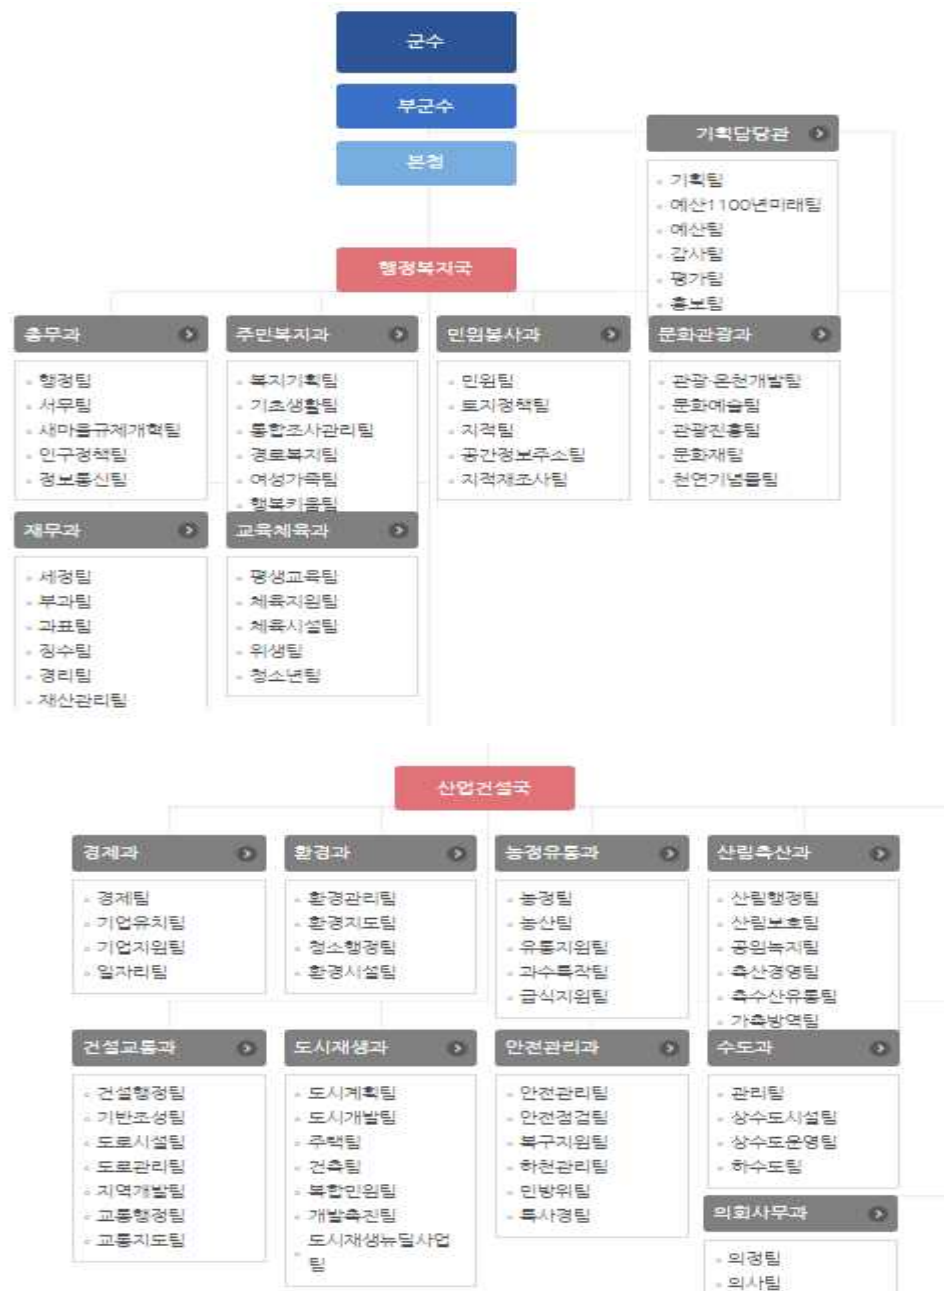 군수
부군수
본청
기획담당관
기획팀
예산1100년미래팀
예산팀
감사팀
평가팀
홍보팀
행정복지국
총무과
행정팀
서무팀
새마을규제개혁팀
인구정책팀
정보통신팀
주민복지과
복지기획팀
기초생활팀
통합조사관리팀
경로복지팀
여성가족팀
행복키움팀
민원봉사과
민원팀
토지정책팀
지적팀
공간정보주소팀
지적재조사팀
문화관광과
관광·온천개발팀
문화예술팀
관광진흥팀
문화재팀
천연기념물팀
재무과
세정팀
부과팀
과표팀
징수팀
경리팀
재산관리팀
교육체육과
평생교육팀
체육지원팀
체육시설팀
위생팀
청소년팀
산업건설국
경제과
경제팀
기업유치팀
기업지원팀
일자리팀
환경과
환경관리팀
환경지도팀
청소행정팀
환경시설팀
농정유통과
농정팀
농산팀
유통지원팀
과수특작팀
급식지원팀
산림축산과
산림행정팀
산림보호팀
공원녹지팀
축산경영팀
축수산유통팀
가축방역팀
건설교통과
건설행정팀
기반조성팀
도로시설팀
도로관리팀
지역개발팀
교통행정팀
교통지도팀
도시재생과
도시계획팀
도시개발팀
주택팀
건축팀
복합민원팀
개발촉진팀
도시재생뉴딜사업
팀
안전관리과
안전관리팀
안전점검팀
복구지원팀
하천관리팀
민방위팀
특사경팀
수도과
관리팀
상수도시설팀
상수도운영팀
하수도팀
의회사무과
의정팀
의사팀